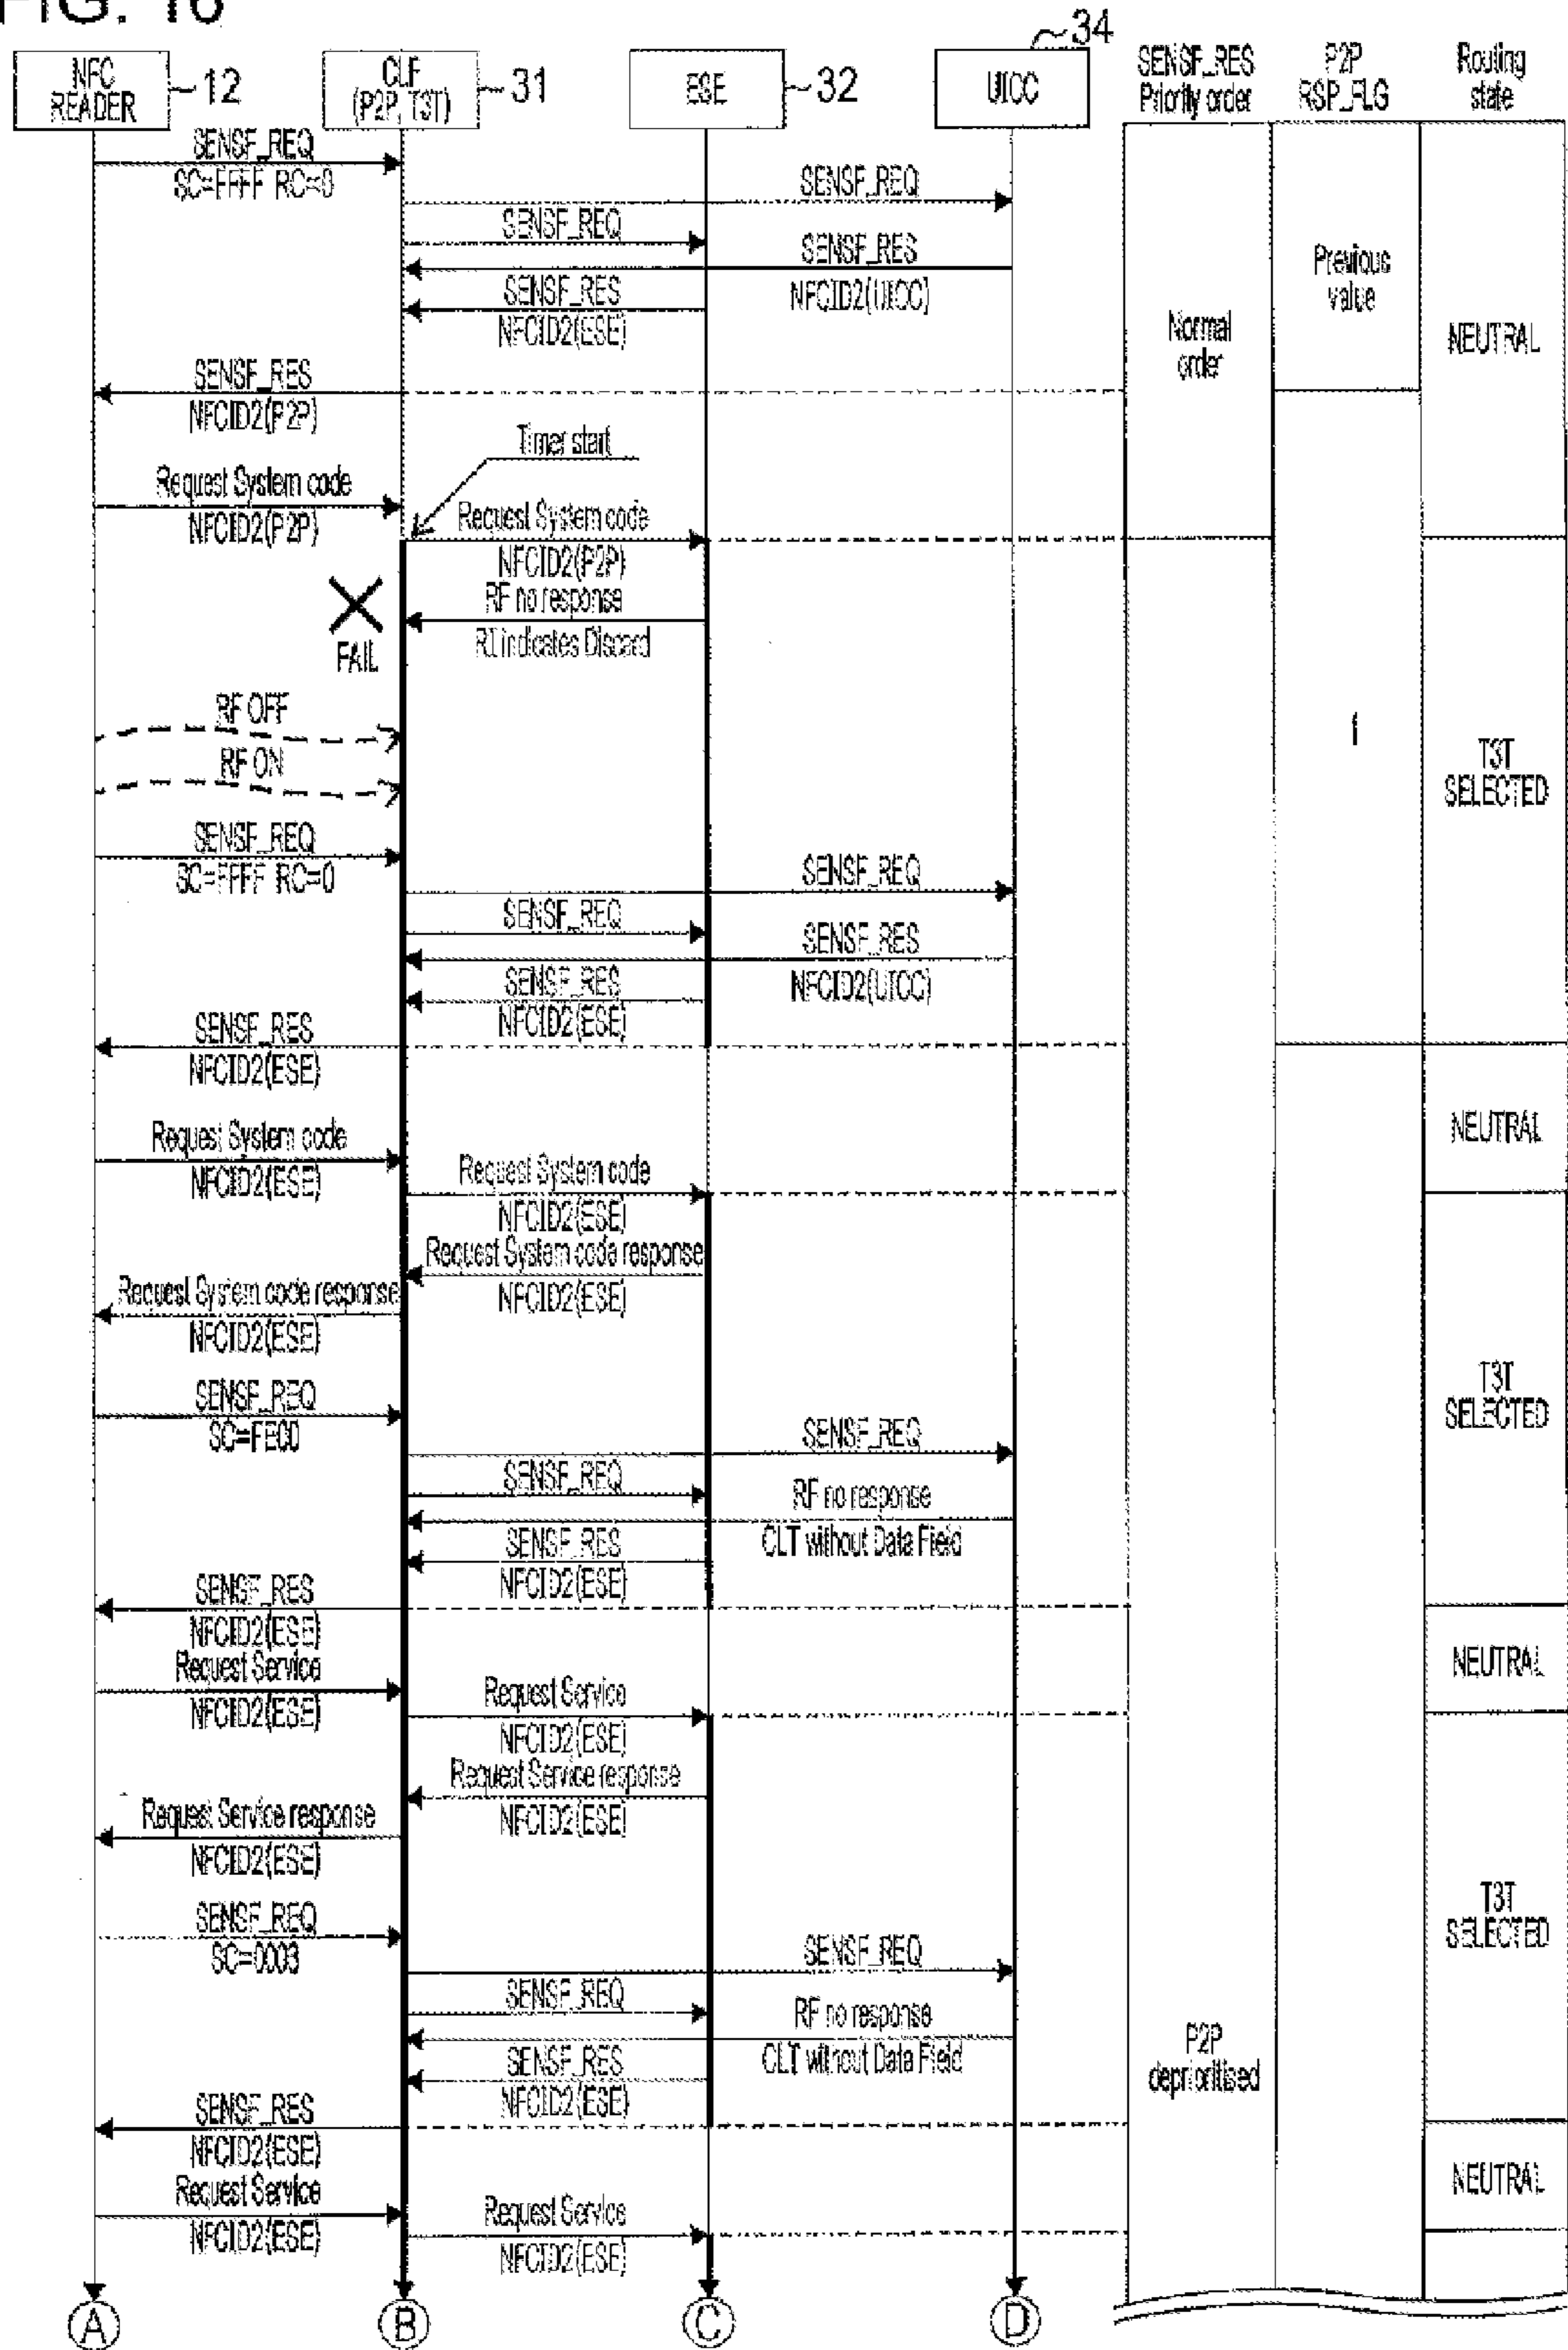 FIG. 16
34
NFC
READER
12
CLF
(P2P, T3T)
31
ESE
32
UICC
SENSF_RES
Priority order
P2P
RSP_FLG
Routing
state
SENSF_REQ
SC=FFFF RC=0
SENSF_REQ
SENSF_REQ
SENSF_RES
NFCID2(UICC)
SENSF_RES
NFCID2(ESE)
Previous
value
Normal
order
NEUTRAL
SENSF_RES
NFCID2(P2P)
Timer start
Request System code
NFCID2(P2P)
Request System code
NFCID2(P2P)
RF no response
RT indicates Discard
FAIL
RF OFF
RF ON
1
T3T
SELECTED
SENSF_REQ
SC=FFFF RC=0
SENSF_REQ
SENSF_REQ
SENSF_RES
NFCID2(UICC)
SENSF_RES
NFCID2(ESE)
SENSF_RES
NFCID2(ESE)
NEUTRAL
Request System code
NFCID2(ESE)
Request System code
NFCID2(ESE)
Request System code response
NFCID2(ESE)
Request System code response
NFCID2(ESE)
T3T
SELECTED
SENSF_REQ
SC=FE00
SENSF_REQ
SENSF_REQ
RF no response
CLT without Data Field
SENSF_RES
NFCID2(ESE)
SENSF_RES
NFCID2(ESE)
NEUTRAL
Request Service
NFCID2(ESE)
Request Service
NFCID2(ESE)
Request Service response
NFCID2(ESE)
Request Service response
NFCID2(ESE)
T3T
SELECTED
SENSF_REQ
SC=0003
SENSF_REQ
SENSF_REQ
RF no response
CLT without Data Field
SENSF_RES
NFCID2(ESE)
P2P
deprioritised
SENSF_RES
NFCID2(ESE)
NEUTRAL
Request Service
NFCID2(ESE)
Request Service
NFCID2(ESE)
A
B
C
D